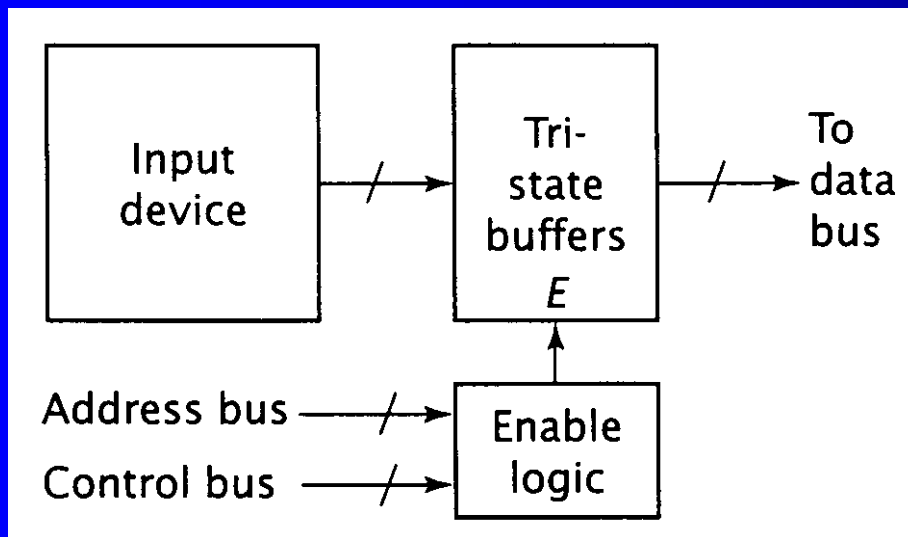 Input
device
Tri-
state
buffers
E
To
data
bus
Address bus
Control bus
Enable
logic